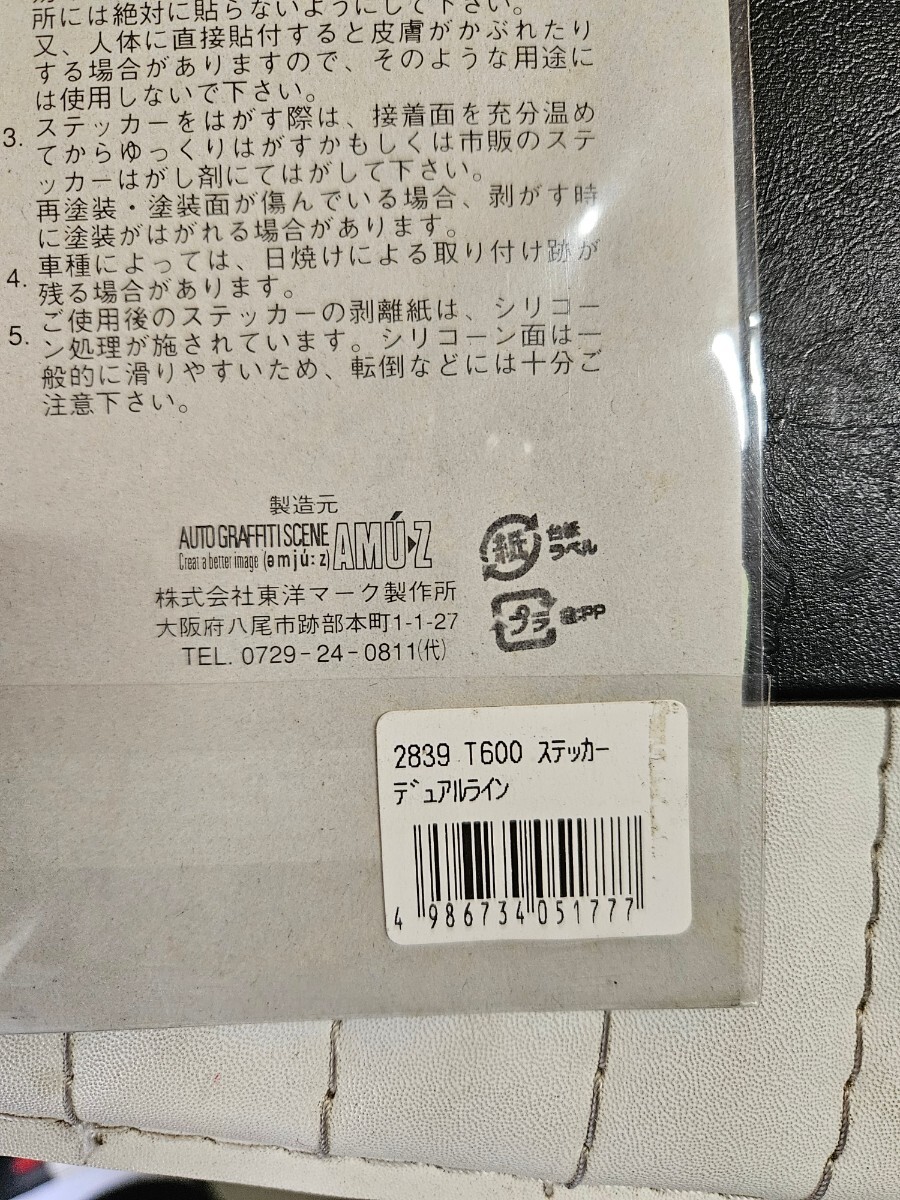 所には絶対に貼らないようにして下さい。
又、人体に直接貼付すると皮膚がかぶれたり
する場合がありますので、そのような用途に
は使用しないで下さい。
3. ステッカーをはがす際は、接着面を充分温め
てからゆっくりはがすかもしくは市販のステ
ッカーはがし剤にてはがして下さい。
再塗装・塗装面が傷んでいる場合、剥がす時
に塗装がはがれる場合があります。
4. 車種によっては、日焼けによる取り付け跡が
残る場合があります。
5. ご使用後のステッカーの剥離紙は、シリコー
ン処理が施されています。シリコーン面は一
般的に滑りやすいため、転倒などには十分ご
注意下さい。
製造元
AUTO GRAFFITI SCENE
Creat a better image (əmjú:z)
AMÚ-Z
株式会社東洋マーク製作所
大阪府八尾市跡部本町1-1-27
TEL. 0729-24-0811(代)
紙 台紙
ラベル
プラ 袋:PP
2839 T600 ステッカー
デュアルライン
4 986734 051777